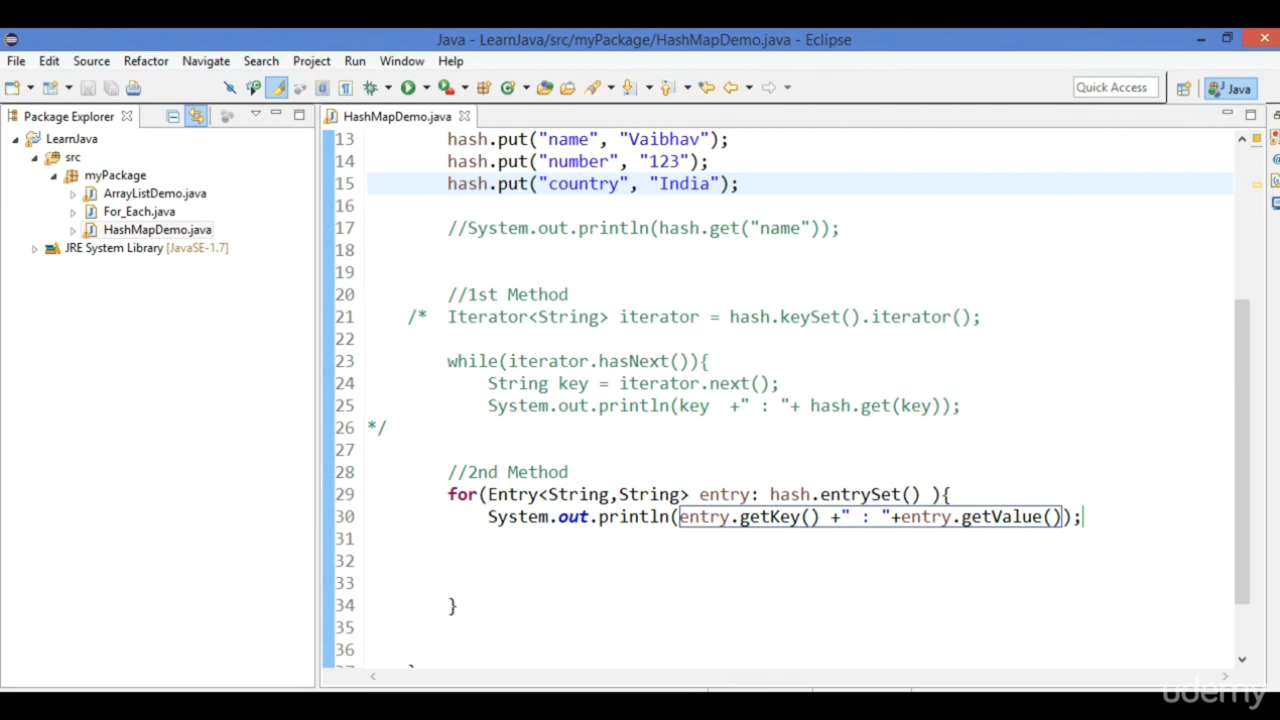 Java - LearnJava/src/myPackage/HashMapDemo.java - Eclipse
File Edit Source Refactor Navigate Search Project Run Window Help
Quick Access
Java
Package Explorer
HashMapDemo.java
LearnJava
src
myPackage
ArrayListDemo.java
For_Each.java
HashMapDemo.java
JRE System Library [JavaSE-1.7]
13 hash.put("name", "Vaibhav");
14 hash.put("number", "123");
15 hash.put("country", "India");
16
17 //System.out.println(hash.get("name"));
18
19
20 //1st Method
21 /* Iterator<String> iterator = hash.keySet().iterator();
22
23 while(iterator.hasNext()){
24 String key = iterator.next();
25 System.out.println(key +" : "+ hash.get(key));
26 */
27
28 //2nd Method
29 for(Entry<String,String> entry: hash.entrySet() ){
30 System.out.println(entry.getKey() +" : "+entry.getValue());
31
32
33
34 }
35
36
37
udemy